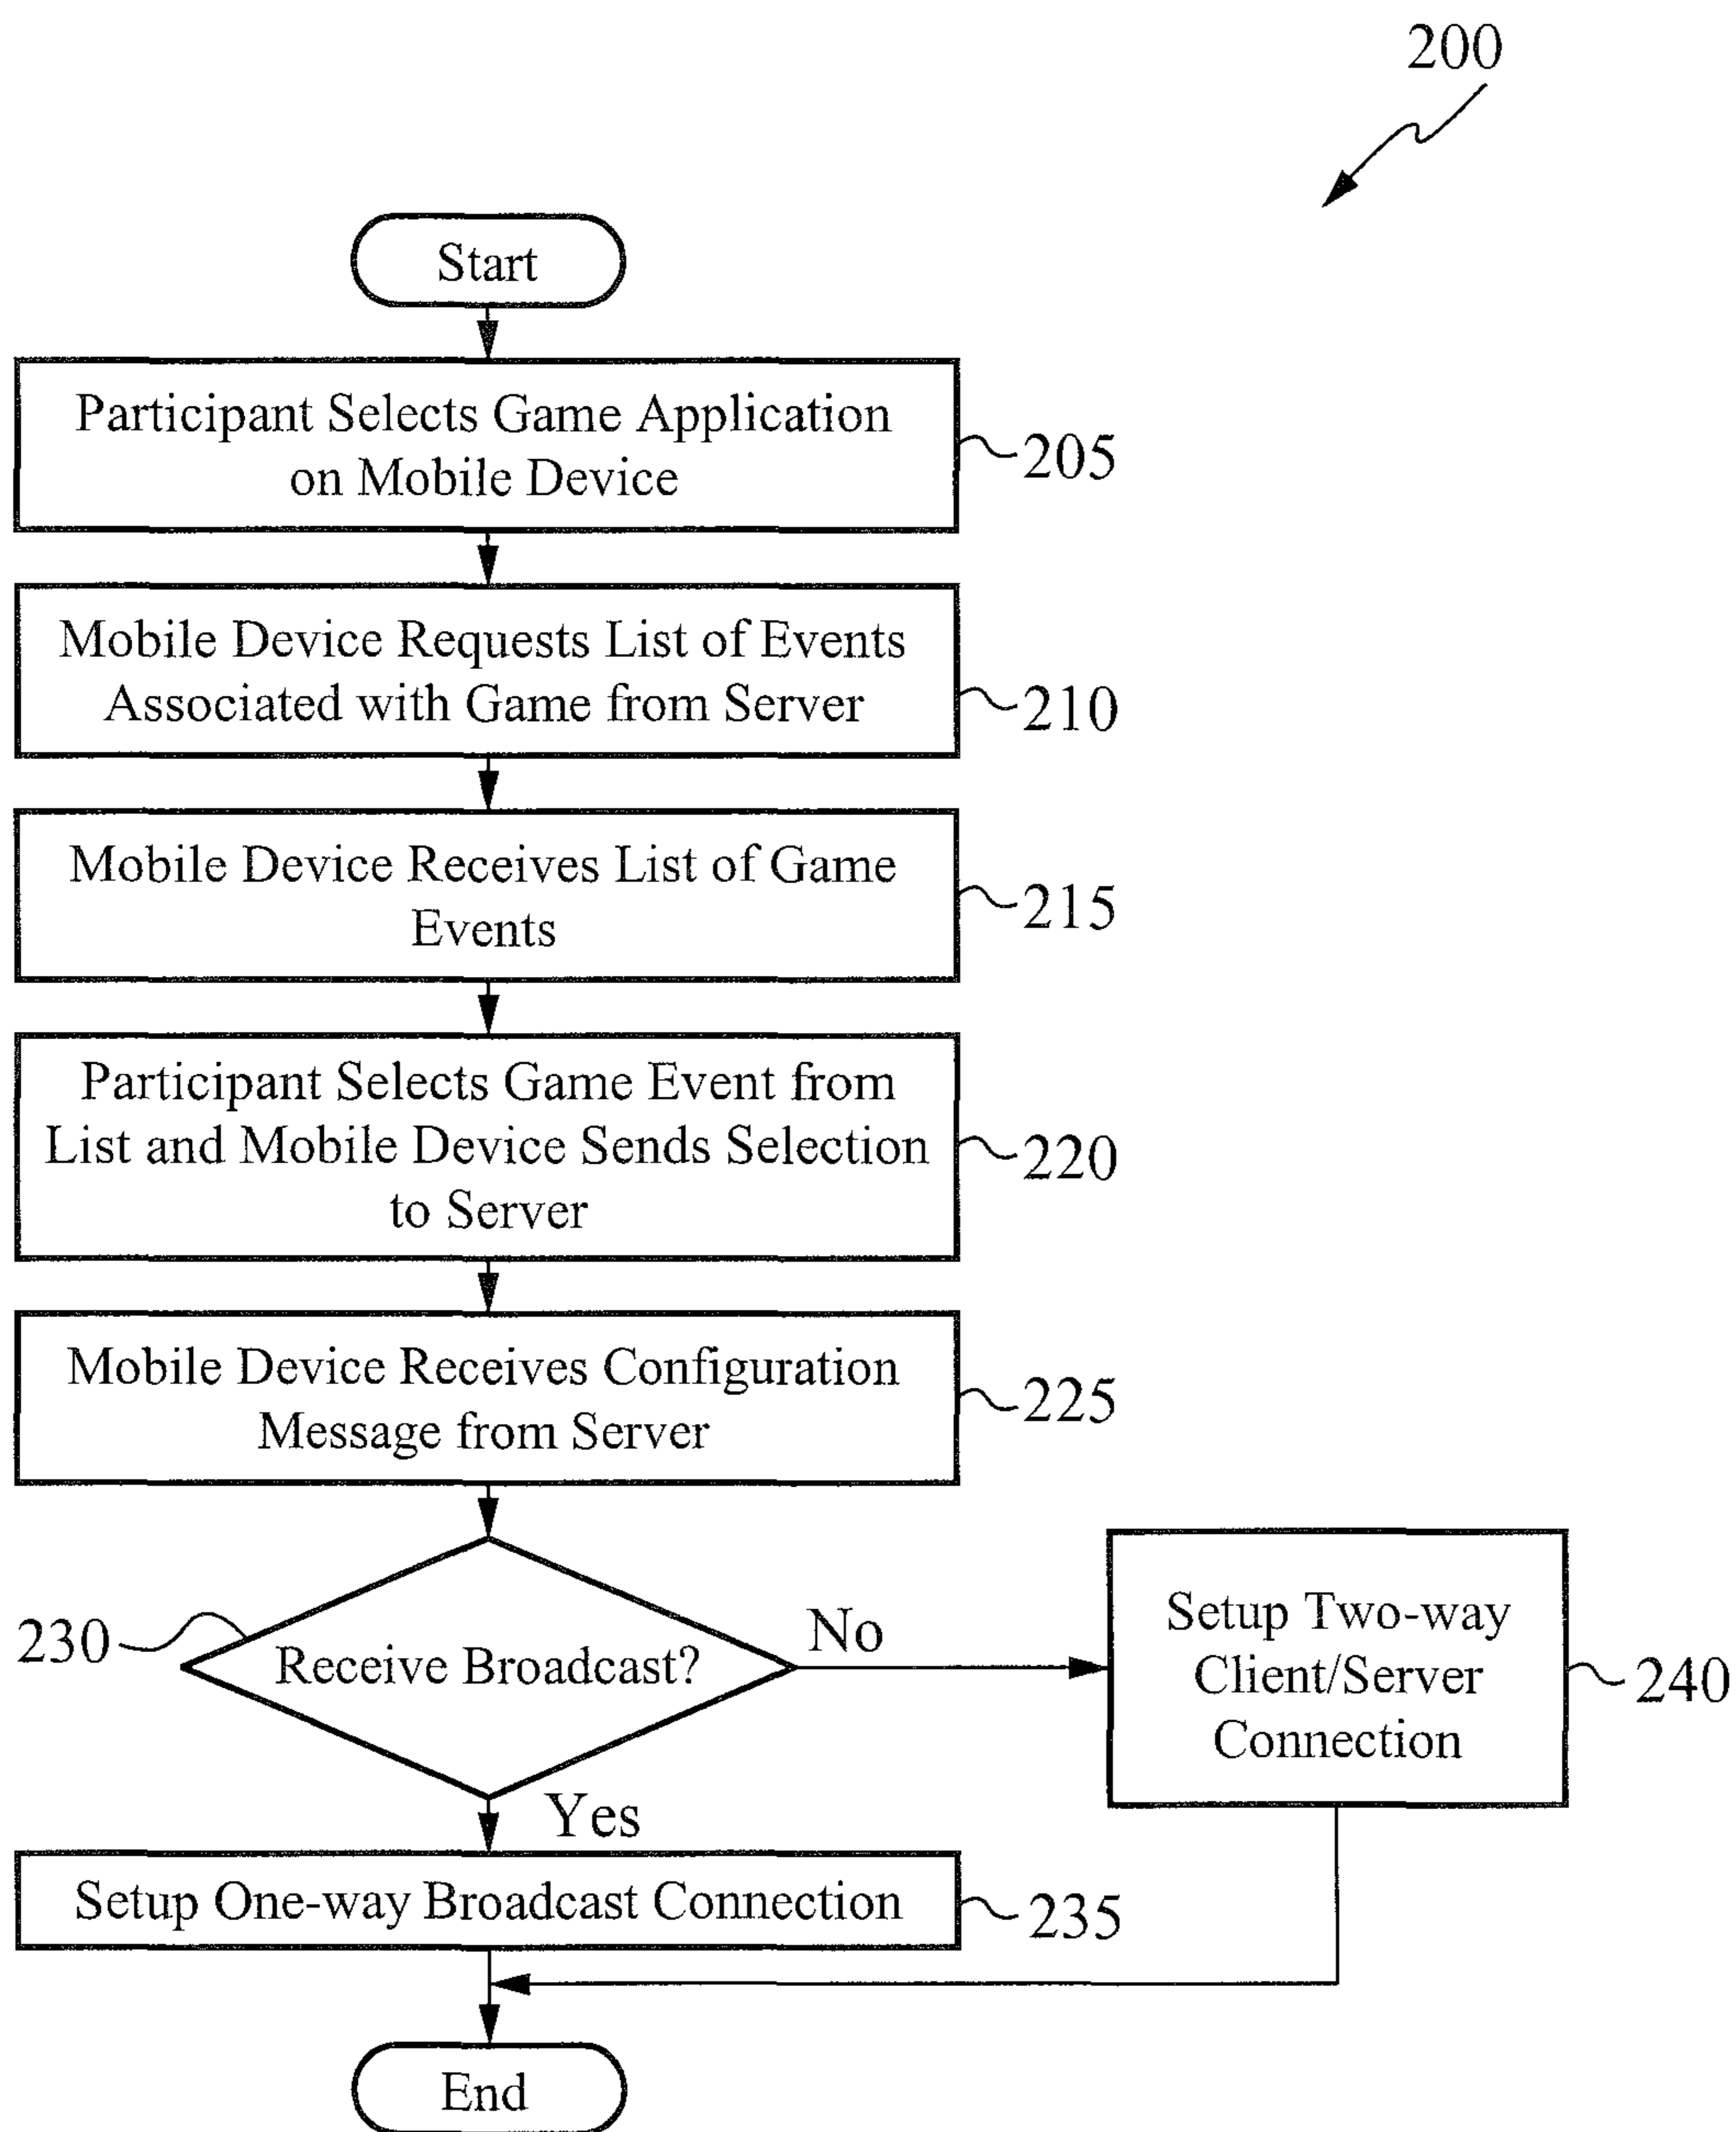 200
Start
Participant Selects Game Application
on Mobile Device
205
Mobile Device Requests List of Events
Associated with Game from Server
210
Mobile Device Receives List of Game
Events
215
Participant Selects Game Event from
List and Mobile Device Sends Selection
to Server
220
Mobile Device Receives Configuration
Message from Server
225
230
Receive Broadcast?
No
Setup Two-way
Client/Server
Connection
240
Yes
Setup One-way Broadcast Connection
235
End